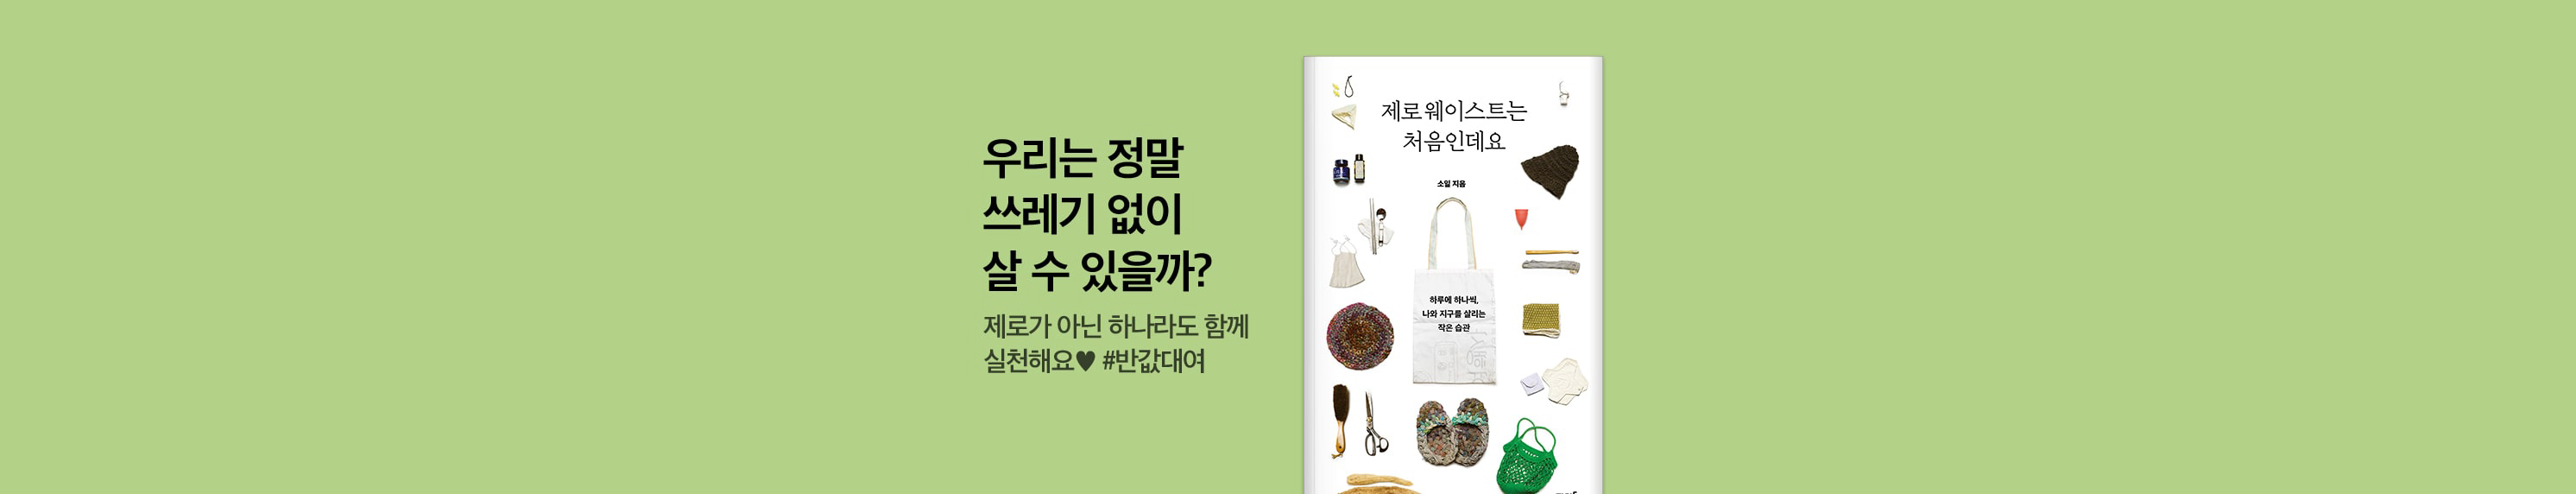 우리는 정말
쓰레기 없이
살 수 있을까?
제로가 아닌 하나라도 함께
실천해요♥ #반값대여
제로 웨이스트는
처음인데요
소일 지음
하루에 하나씩,
나와 지구를 살리는
작은 습관